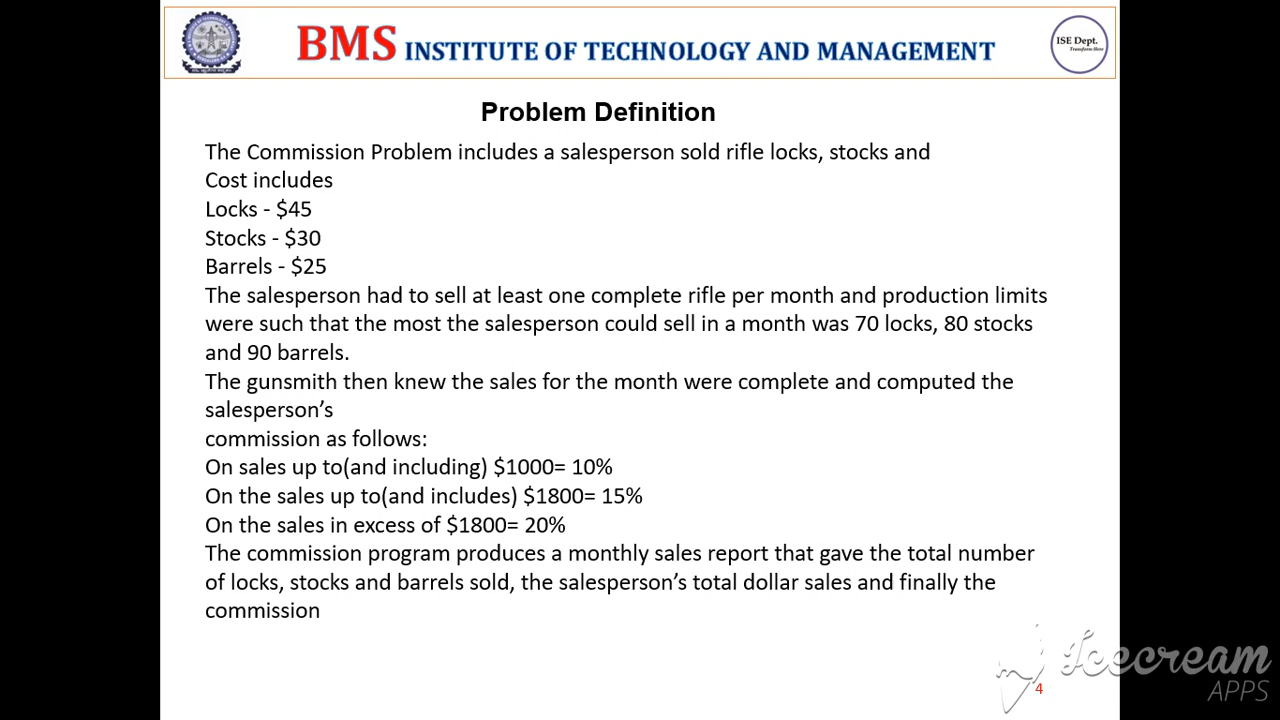 BMS INSTITUTE OF TECHNOLOGY AND MANAGEMENT
ISE Dept.
Transform Here
Problem Definition
The Commission Problem includes a salesperson sold rifle locks, stocks and
Cost includes
Locks - $45
Stocks - $30
Barrels - $25
The salesperson had to sell at least one complete rifle per month and production limits
were such that the most the salesperson could sell in a month was 70 locks, 80 stocks
and 90 barrels.
The gunsmith then knew the sales for the month were complete and computed the
salesperson’s
commission as follows:
On sales up to(and including) $1000= 10%
On the sales up to(and includes) $1800= 15%
On the sales in excess of $1800= 20%
The commission program produces a monthly sales report that gave the total number
of locks, stocks and barrels sold, the salesperson’s total dollar sales and finally the
commission
Icecream
APPS
4